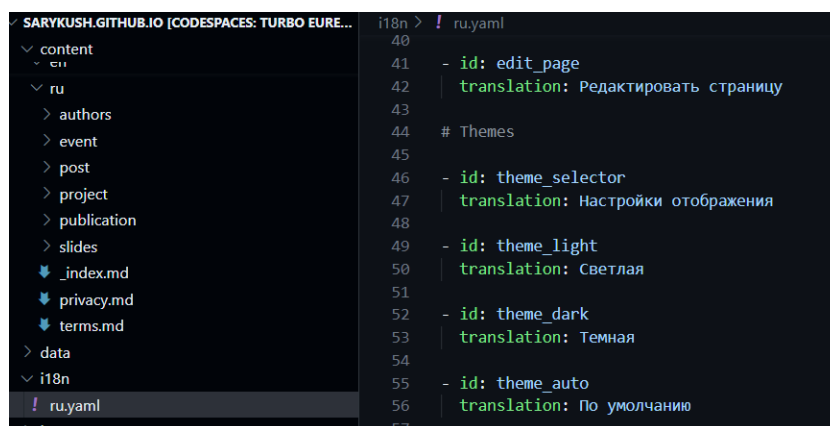 SARYKUSH.GITHUB.IO [CODESPACES: TURBO EURE...
content
en
ru
authors
event
post
project
publication
slides
_index.md
privacy.md
terms.md
data
i18n
! ru.yaml
i18n > ! ru.yaml
40
41 - id: edit_page
42 translation: Редактировать страницу
43
44 # Themes
45
46 - id: theme_selector
47 translation: Настройки отображения
48
49 - id: theme_light
50 translation: Светлая
51
52 - id: theme_dark
53 translation: Темная
54
55 - id: theme_auto
56 translation: По умолчанию
57